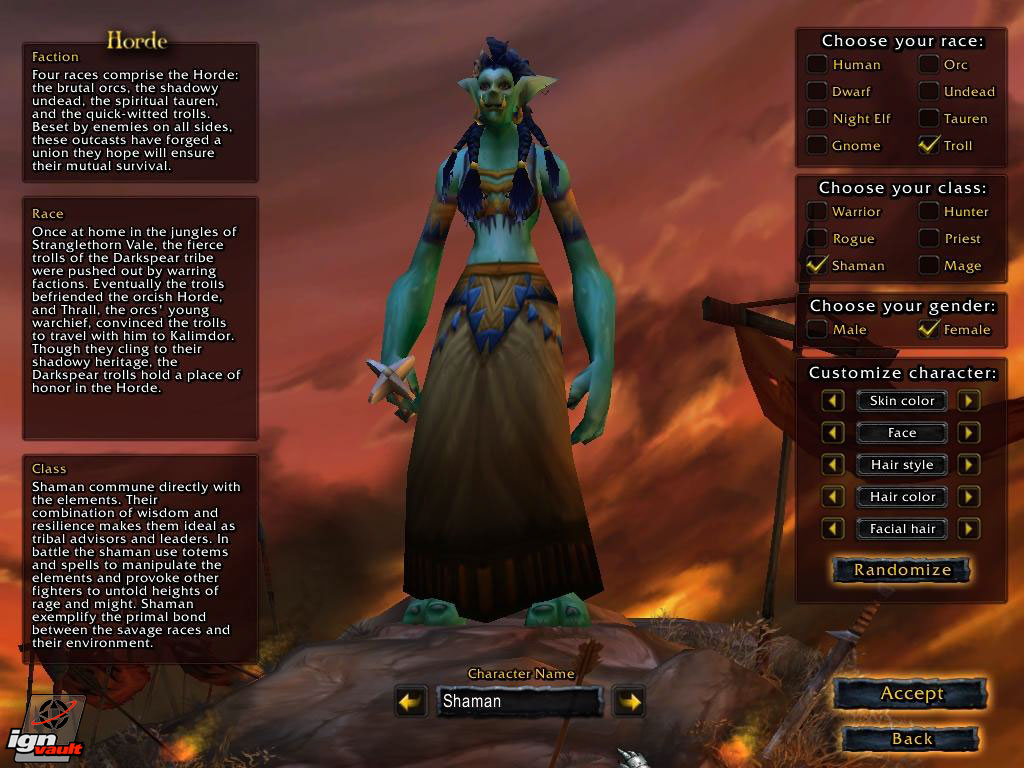 Horde
Faction
Four races comprise the Horde:
the brutal orcs, the shadowy
undead, the spiritual tauren,
and the quick-witted trolls.
Beset by enemies on all sides,
these outcasts have forged a
union they hope will ensure
their mutual survival.
Race
Once at home in the jungles of
Stranglethorn Vale, the fierce
trolls of the Darkspear tribe
were pushed out by warring
factions. Eventually the trolls
befriended the orcish Horde,
and Thrall, the orcs' young
warchief, convinced the trolls
to travel with him to Kalimdor.
Though they cling to their
shadowy heritage, the
Darkspear trolls hold a place of
honor in the Horde.
Class
Shaman commune directly with
the elements. Their
combination of wisdom and
resilience makes them ideal as
tribal advisors and leaders. In
battle the shaman use totems
and spells to manipulate the
elements and provoke other
fighters to untold heights of
rage and might. Shaman
exemplify the primal bond
between the savage races and
their environment.
ign
vault
Character Name
Shaman
Choose your race:
Human Orc
Dwarf Undead
Night Elf Tauren
Gnome Troll
Choose your class:
Warrior Hunter
Rogue Priest
Shaman Mage
Choose your gender:
Male Female
Customize character:
Skin color
Face
Hair style
Hair color
Facial hair
Randomize
Accept
Back